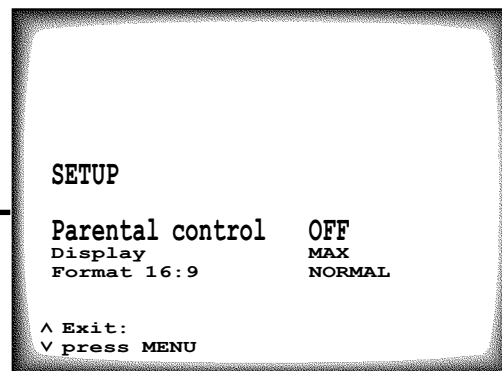 SETUP
Parental control OFF
Display MAX
Format 16:9 NORMAL
∧ Exit:
∨ press MENU